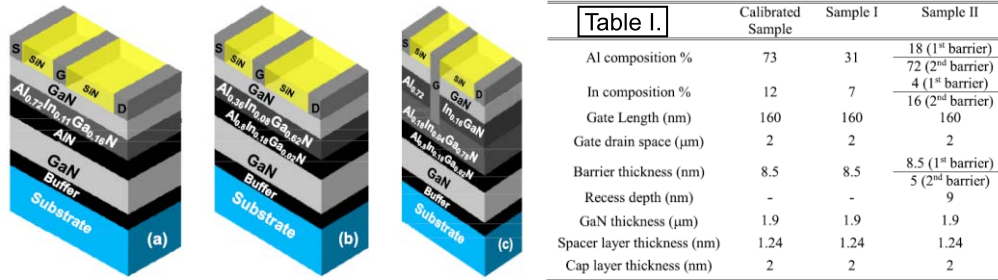 S
SiN
G
SiN
D
GaN
Al0.72In0.11Ga0.16N
AlN
GaN
Buffer
Substrate
(a)
S
SiN
G
SiN
D
GaN
Al0.36In0.08Ga0.62N
Al0.8In0.18Ga0.02N
GaN
Buffer
Substrate
(b)
S
SiN
G
SiN
D
GaN
Al0.72 In0.16GaN
Al0.18In0.04Ga0.78N
Al0.8In0.18Ga0.02N
GaN
Buffer
Substrate
(c)
Table I.
Calibrated Sample Sample I Sample II
Al composition % 73 31 18 (1st barrier)
72 (2nd barrier)
In composition % 12 7 4 (1st barrier)
16 (2nd barrier)
Gate Length (nm) 160 160 160
Gate drain space (μm) 2 2 2
Barrier thickness (nm) 8.5 8.5 8.5 (1st barrier)
5 (2nd barrier)
Recess depth (nm) - - 9
GaN thickness (μm) 1.9 1.9 1.9
Spacer layer thickness (nm) 1.24 1.24 1.24
Cap layer thickness (nm) 2 2 2